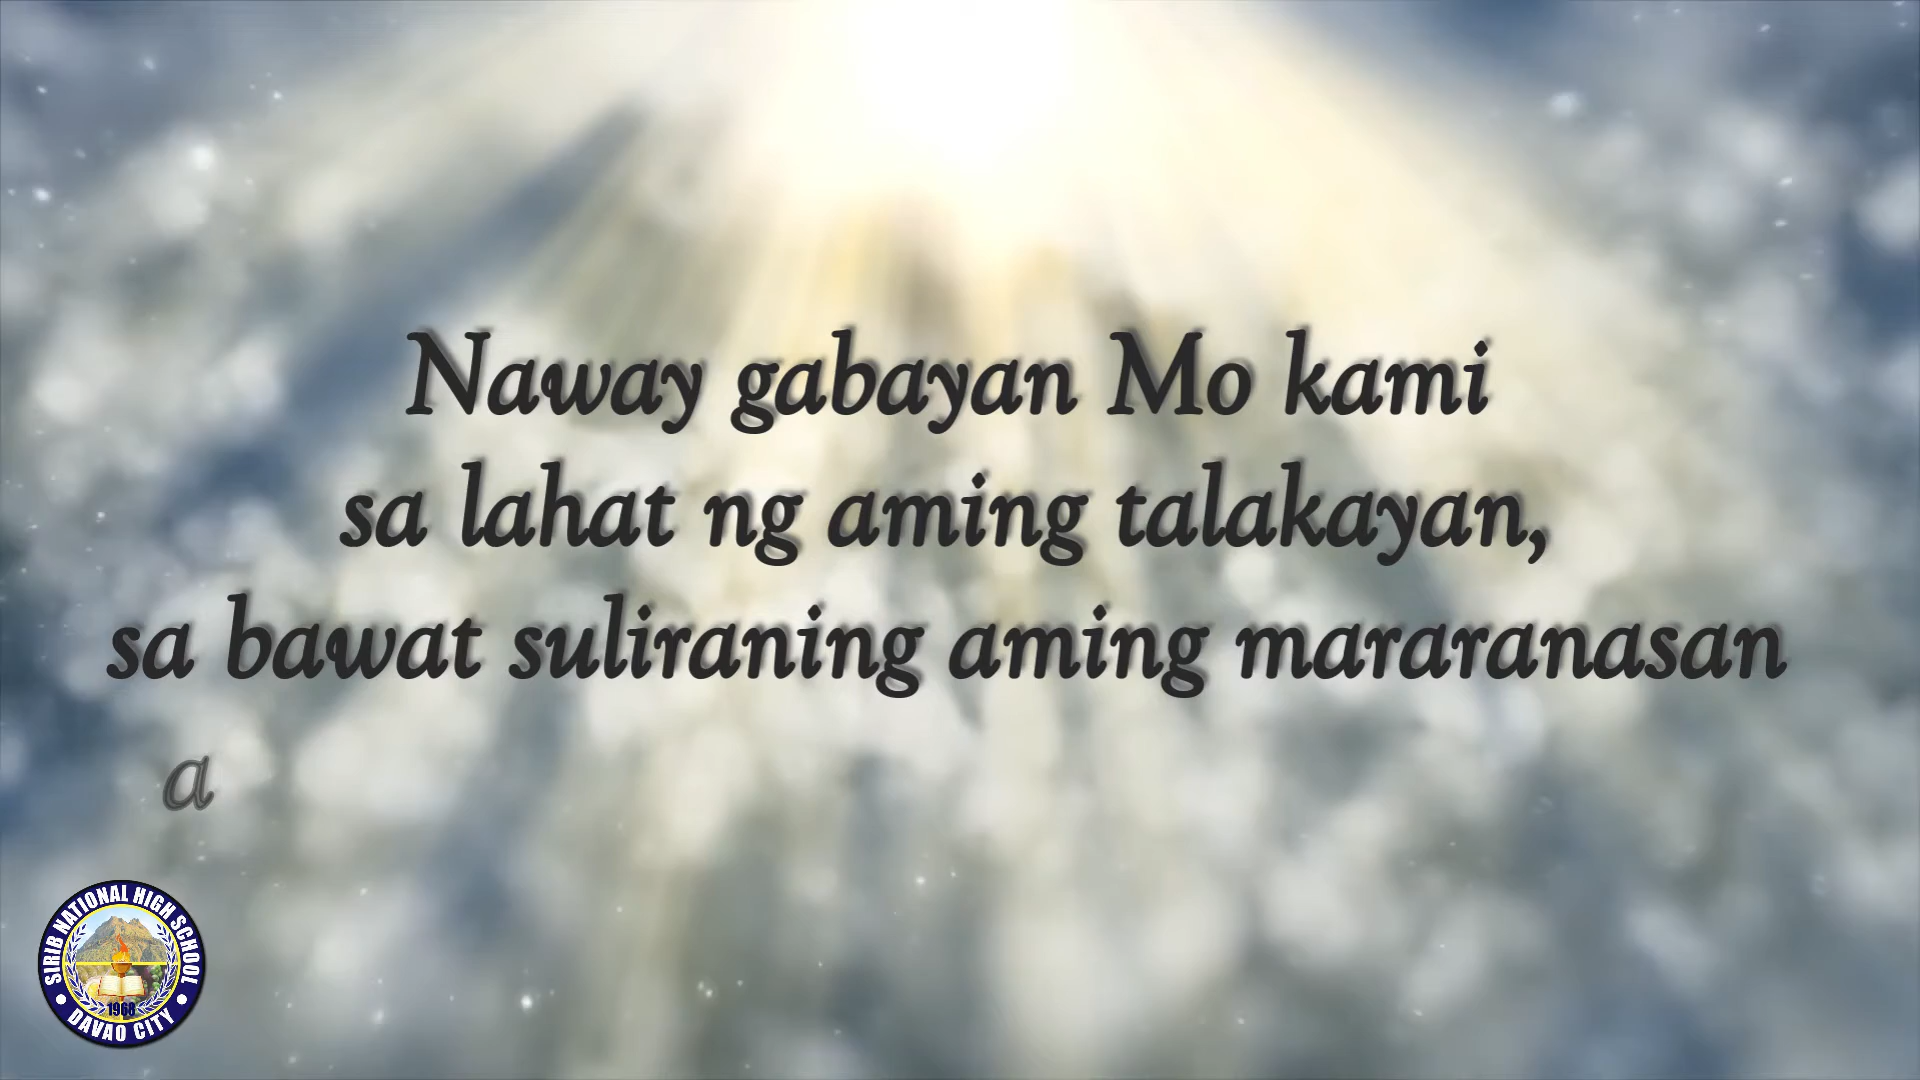 Naway gabayan Mo kami
sa lahat ng aming talakayan,
sa bawat suliraning aming mararanasan
a
SIRIB NATIONAL HIGH SCHOOL
1968
DAVAO CITY